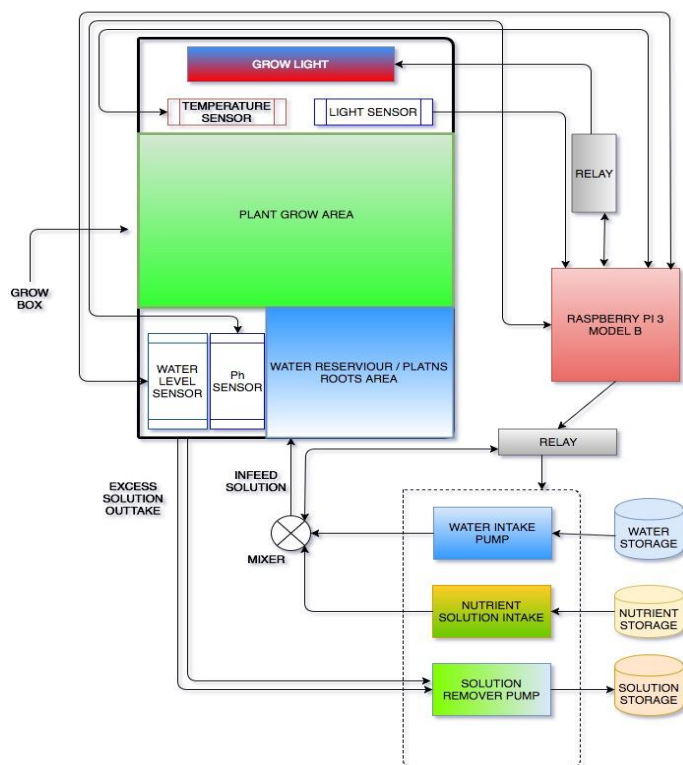 GROW LIGHT
TEMPERATURE
SENSOR
LIGHT SENSOR
RELAY
PLANT GROW AREA
GROW
BOX
RASPBERRY PI 3
MODEL B
WATER
LEVEL
SENSOR
Ph
SENSOR
WATER RESERVIOUR / PLATNS
ROOTS AREA
RELAY
EXCESS
SOLUTION
OUTTAKE
INFEED
SOLUTION
MIXER
WATER INTAKE
PUMP
WATER
STORAGE
NUTRIENT
SOLUTION INTAKE
NUTRIENT
STORAGE
SOLUTION
REMOVER PUMP
SOLUTION
STORAGE